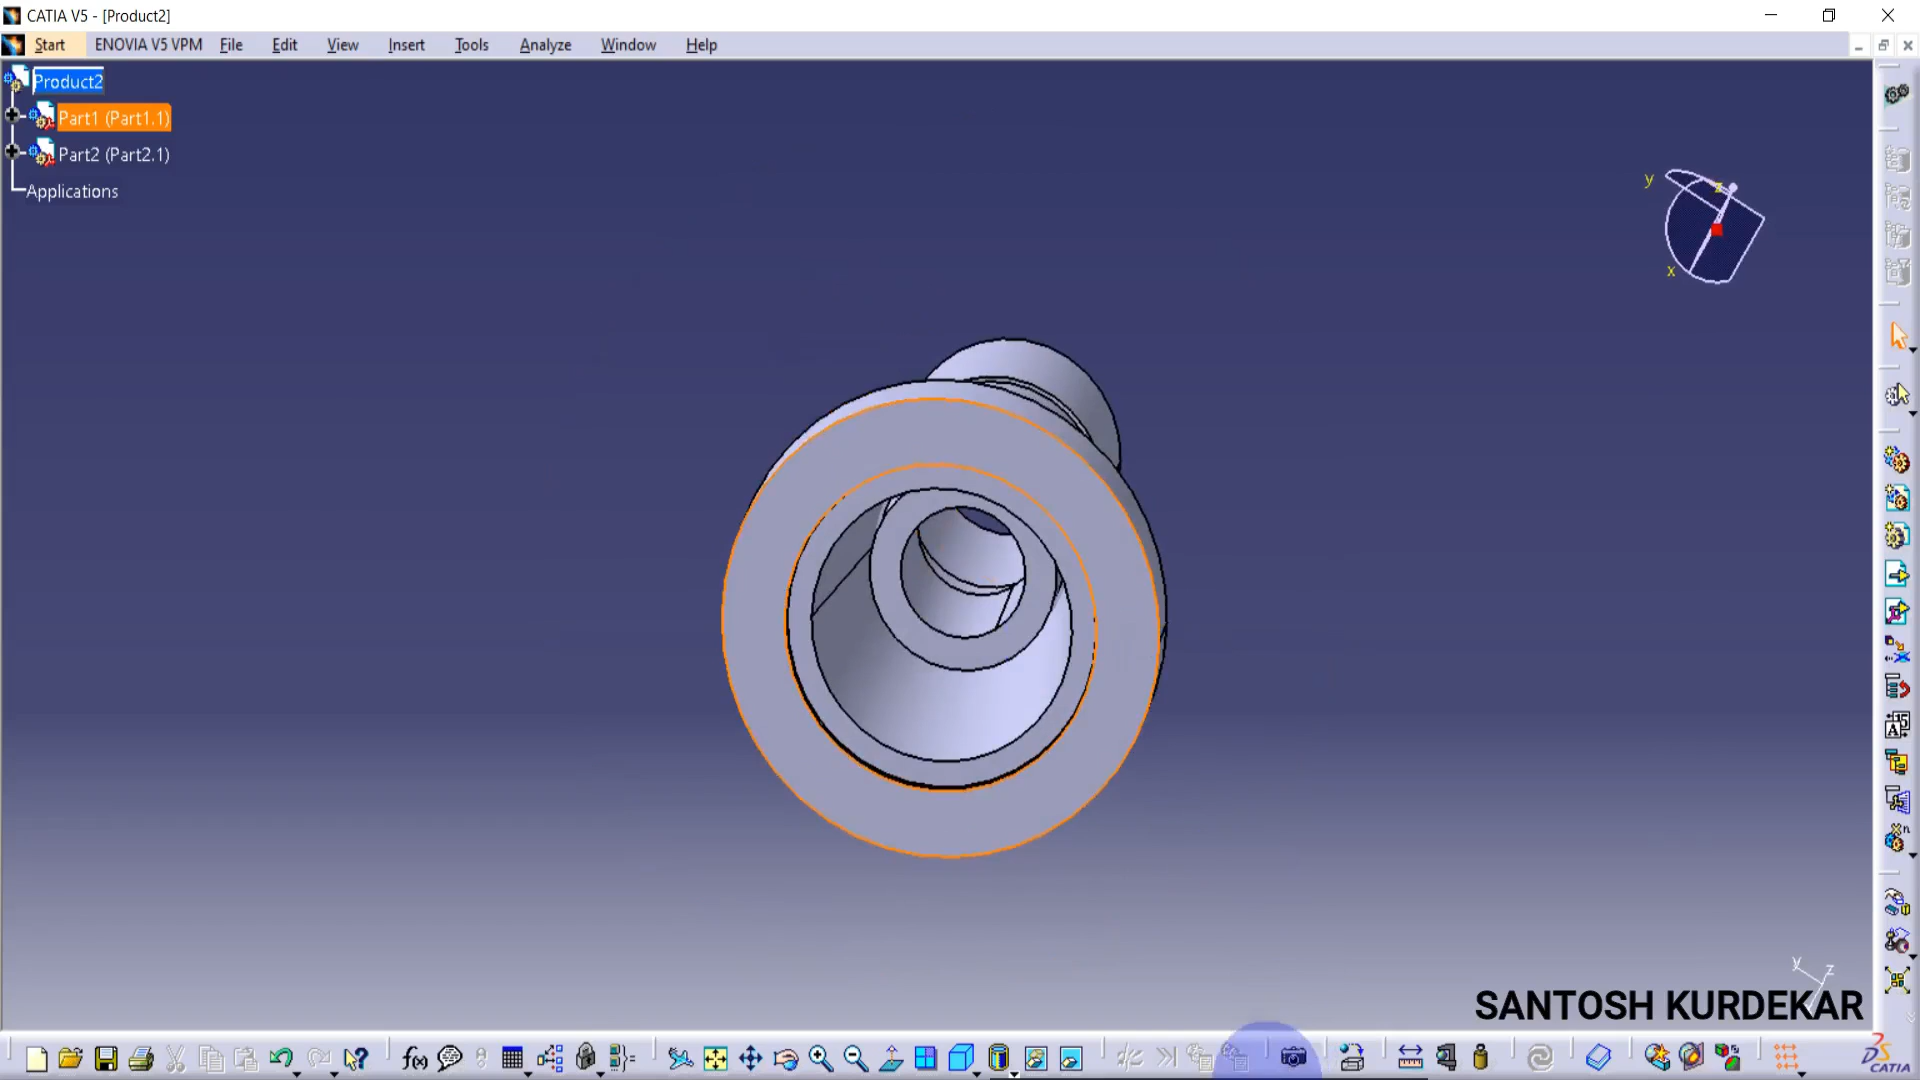 CATIA V5 - [Product2]
Start ENOVIA V5 VPM File Edit View Insert Tools Analyze Window Help
Product2
Part1 (Part1.1)
Part2 (Part2.1)
Applications
y
z
x
y
z
SANTOSH KURDEKAR
f(x)
CATIA